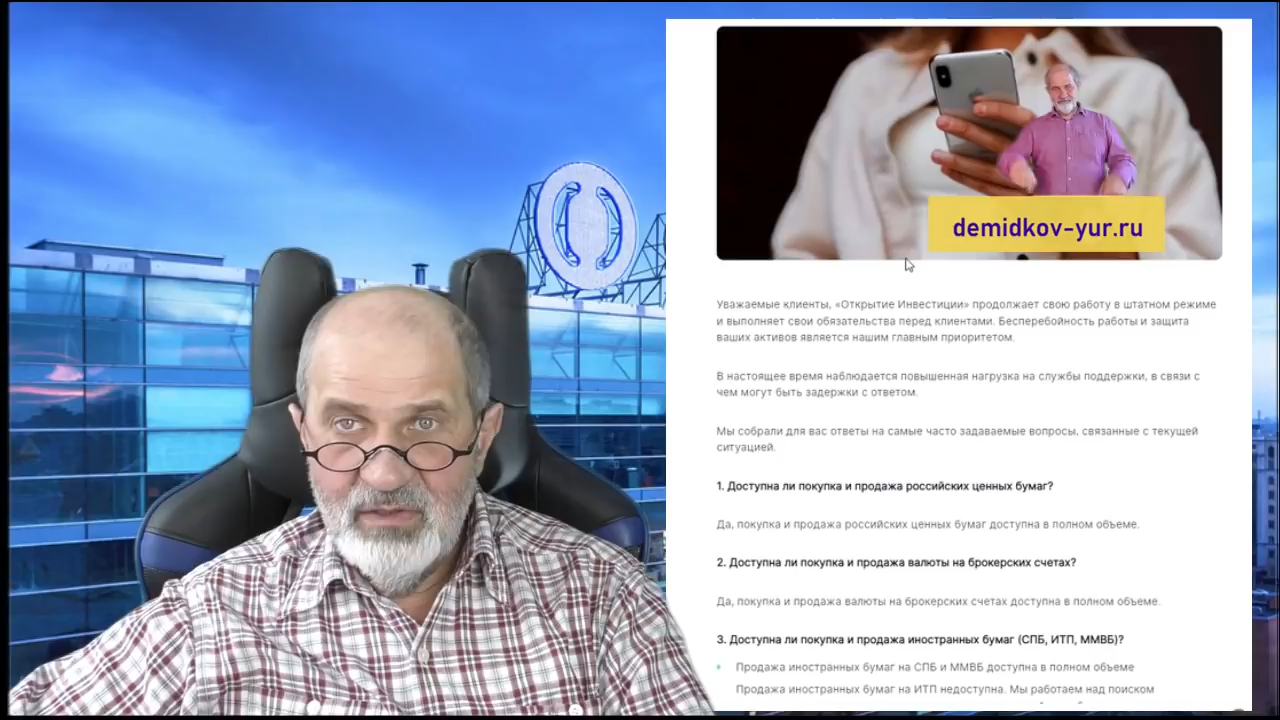 demidkov-yur.ru
Уважаемые клиенты, «Открытие Инвестиции» продолжает свою работу в штатном режиме
и выполняет свои обязательства перед клиентами. Бесперебойность работы и защита
ваших активов является нашим главным приоритетом.
В настоящее время наблюдается повышенная нагрузка на службы поддержки, в связи с
чем могут быть задержки с ответом.
Мы собрали для вас ответы на самые часто задаваемые вопросы, связанные с текущей
ситуацией.
1. Доступна ли покупка и продажа российских ценных бумаг?
Да, покупка и продажа российских ценных бумаг доступна в полном объеме.
2. Доступна ли покупка и продажа валюты на брокерских счетах?
Да, покупка и продажа валюты на брокерских счетах доступна в полном объеме.
3. Доступна ли покупка и продажа иностранных бумаг (СПБ, ИТП, ММВБ)?
Продажа иностранных бумаг на СПБ и ММВБ доступна в полном объеме
Продажа иностранных бумаг на ИТП недоступна. Мы работаем над поиском